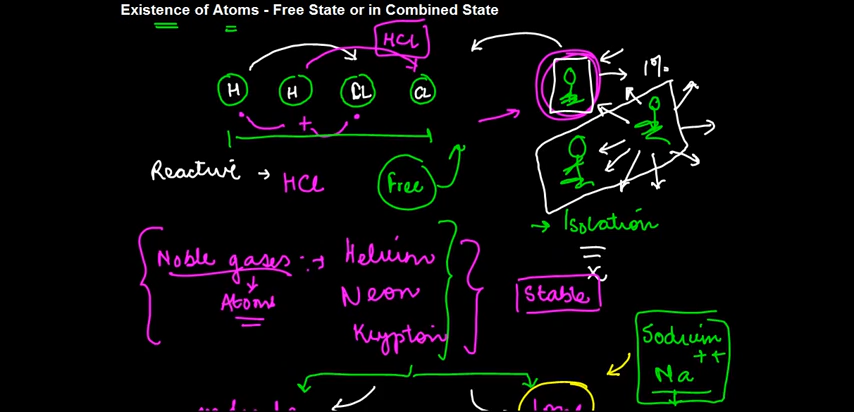 Existence of Atoms - Free State or in Combined State
HCL
H H CL CL
1%
+
Reactive → HCl Free
→ Isolation
x
Noble gases :→ Helium
Atoms
Neon
Stable
Krypton
Sodium
++
Na
Ions